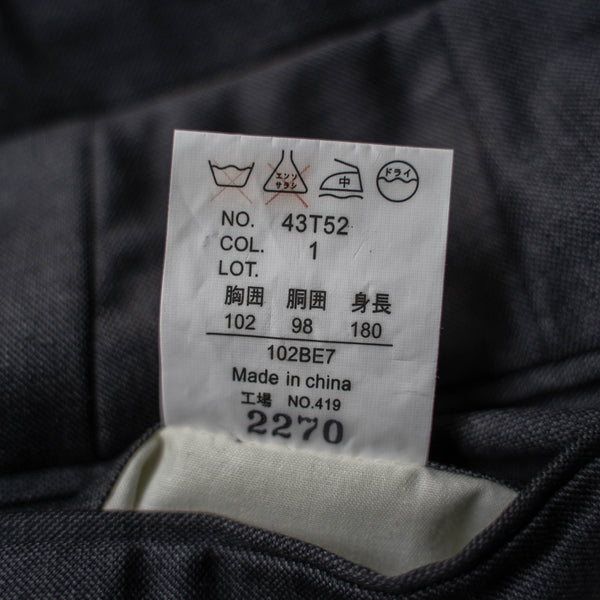 エンソ
サラシ
中
ドライ
NO. 43T52
COL. 1
LOT.
胸囲 胴囲 身長
102 98 180
102BE7
Made in china
工場 NO.419
2270